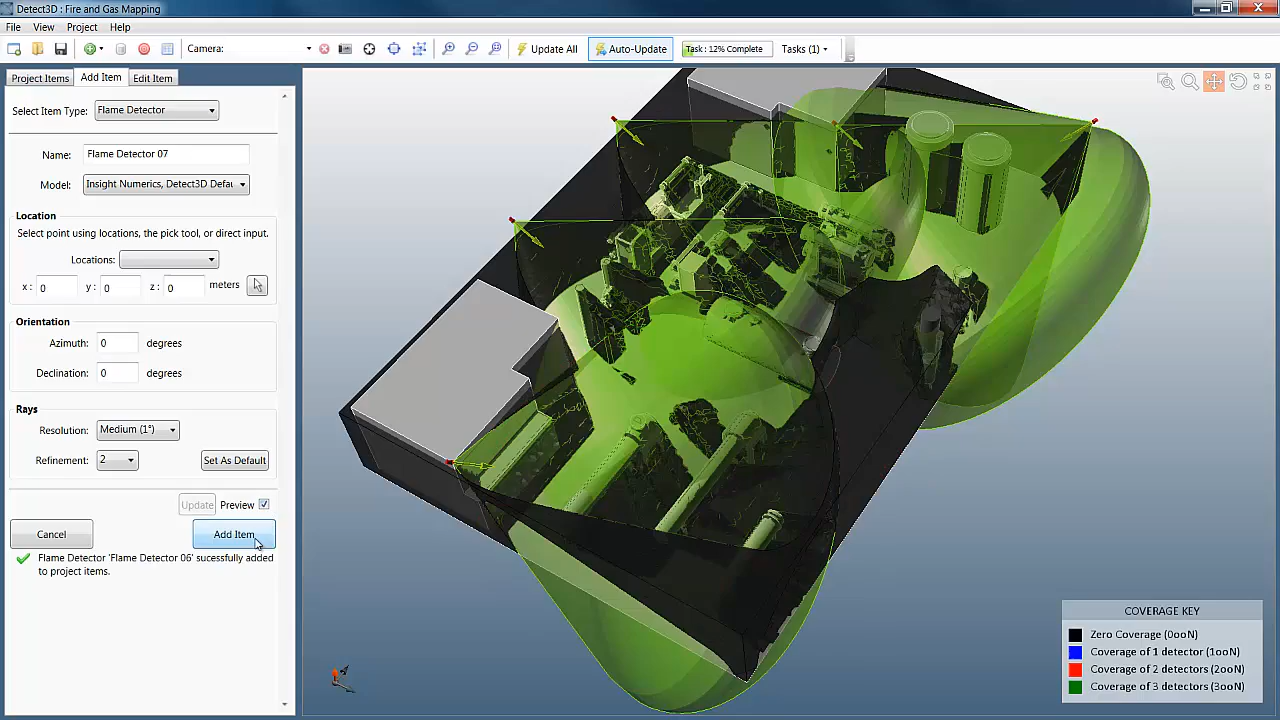 Detect3D : Fire and Gas Mapping
File View Project Help
Camera: Update All Auto-Update Task : 12% Complete Tasks (1)
Project Items Add Item Edit Item
Select Item Type: Flame Detector
Name: Flame Detector 07
Model: Insight Numerics, Detect3D Defau
Location
Select point using locations, the pick tool, or direct input.
Locations:
x : 0 y : 0 z : 0 meters
Orientation
Azimuth: 0 degrees
Declination: 0 degrees
Rays
Resolution: Medium (1°)
Refinement: 2 Set As Default
Update Preview
Cancel Add Item
Flame Detector 'Flame Detector 06' sucessfully added
to project items.
COVERAGE KEY
Zero Coverage (0ooN)
Coverage of 1 detector (1ooN)
Coverage of 2 detectors (2ooN)
Coverage of 3 detectors (3ooN)